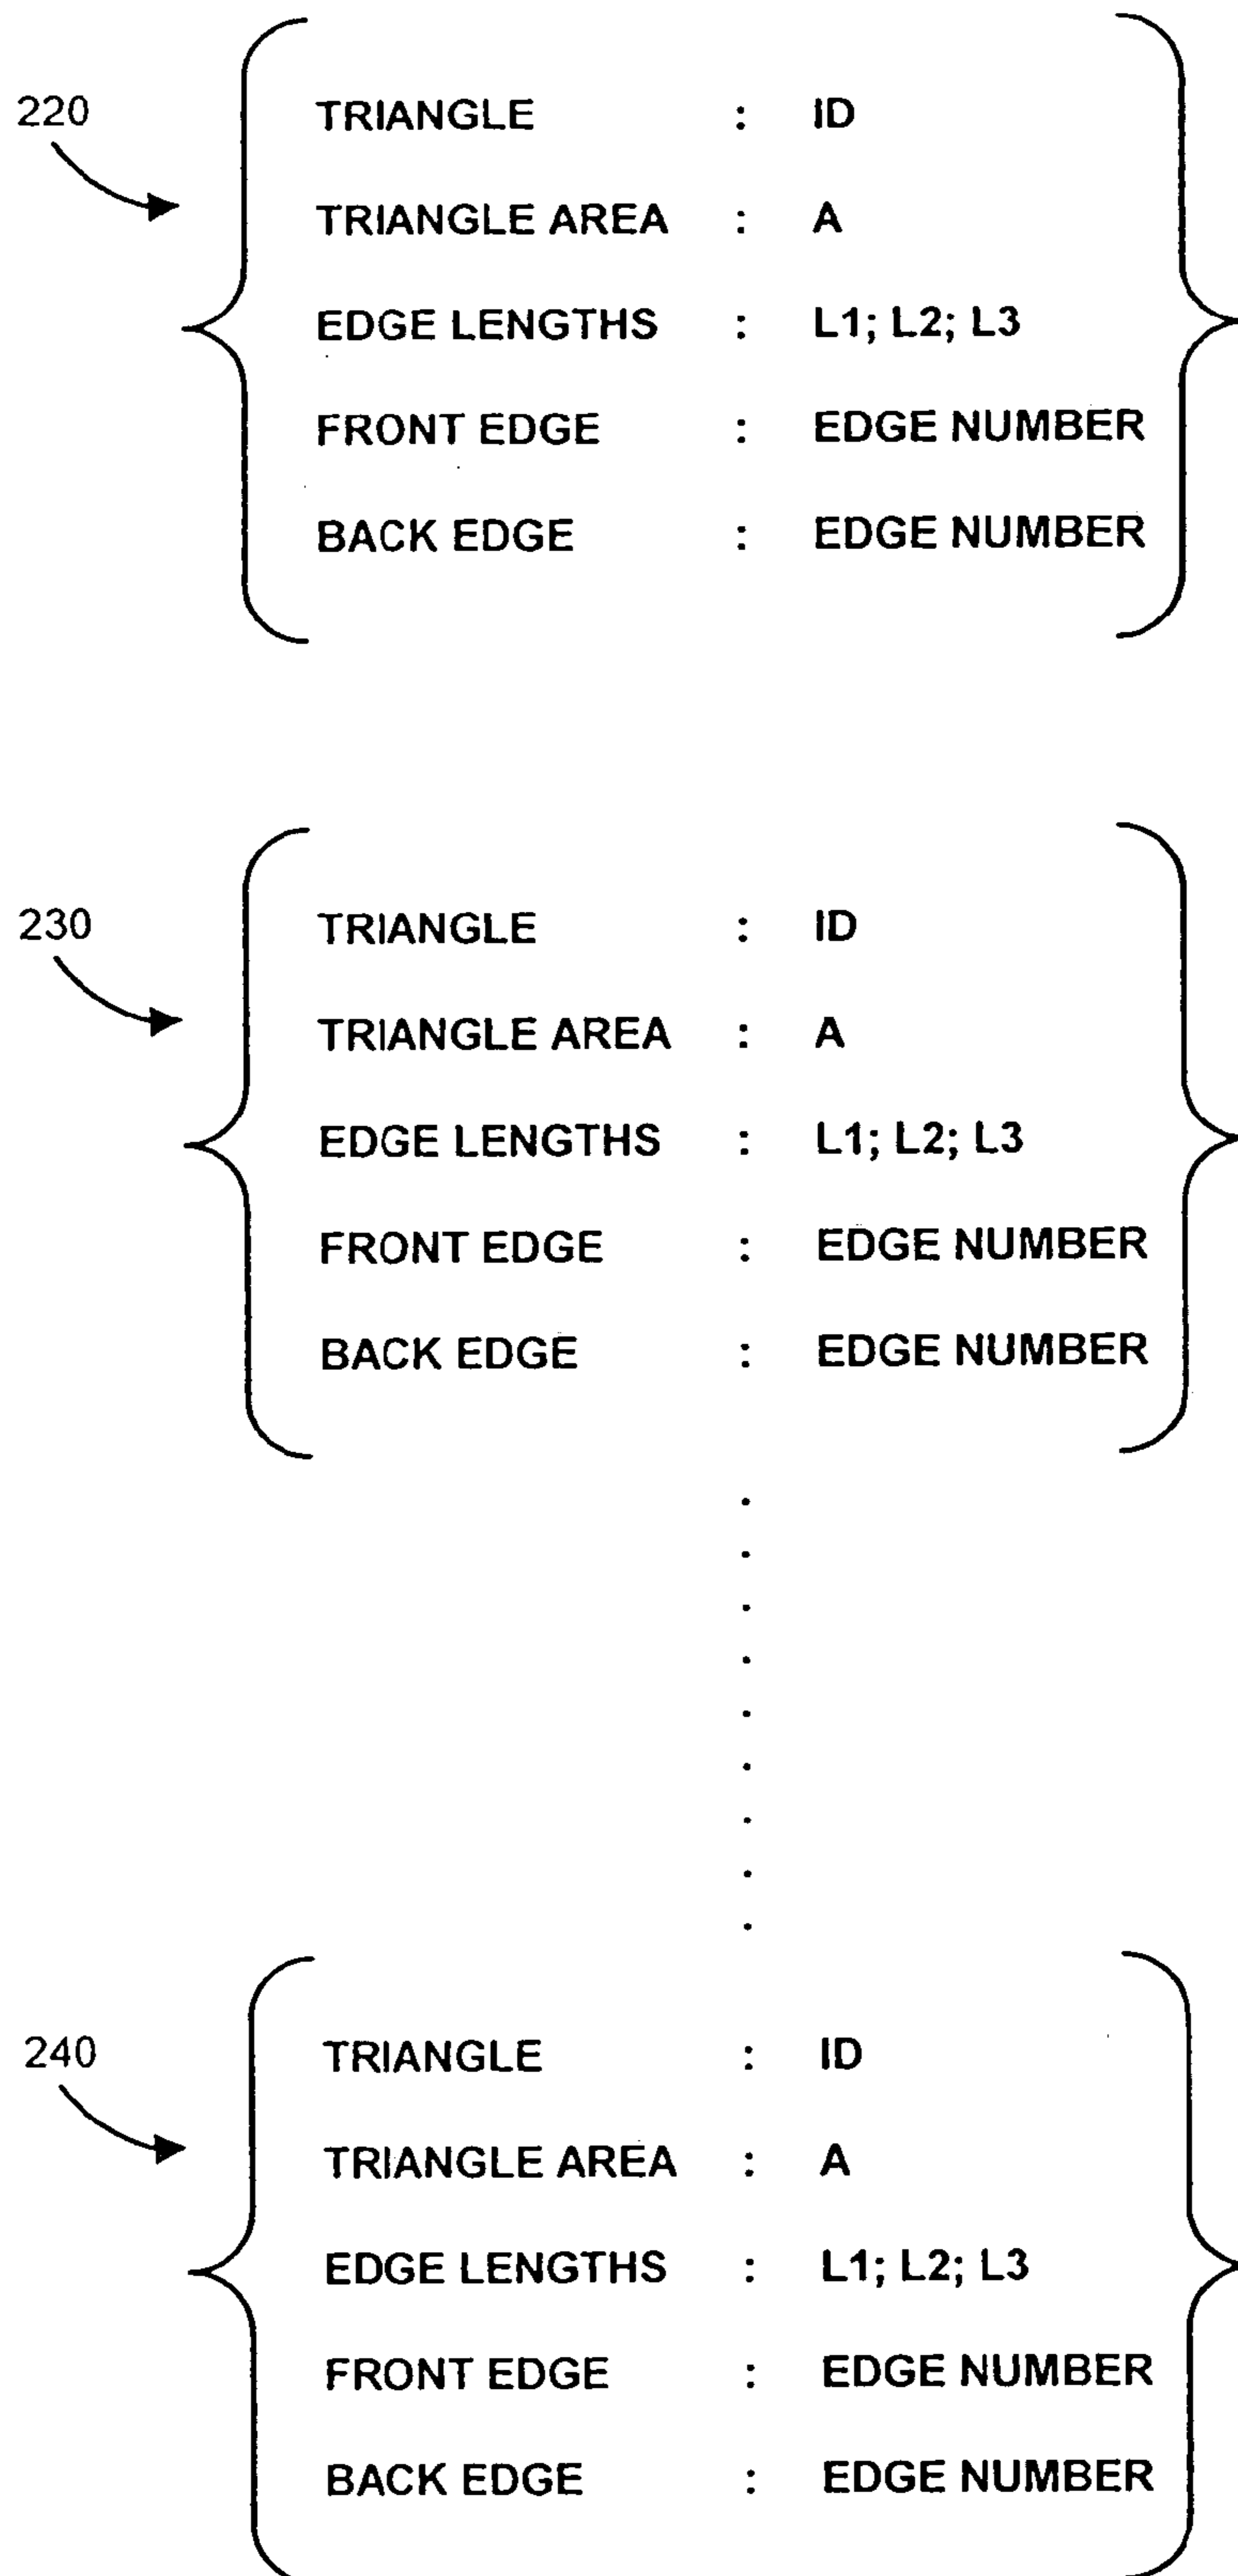 220
TRIANGLE : ID
TRIANGLE AREA : A
EDGE LENGTHS : L1; L2; L3
FRONT EDGE : EDGE NUMBER
BACK EDGE : EDGE NUMBER
230
TRIANGLE : ID
TRIANGLE AREA : A
EDGE LENGTHS : L1; L2; L3
FRONT EDGE : EDGE NUMBER
BACK EDGE : EDGE NUMBER
240
TRIANGLE : ID
TRIANGLE AREA : A
EDGE LENGTHS : L1; L2; L3
FRONT EDGE : EDGE NUMBER
BACK EDGE : EDGE NUMBER